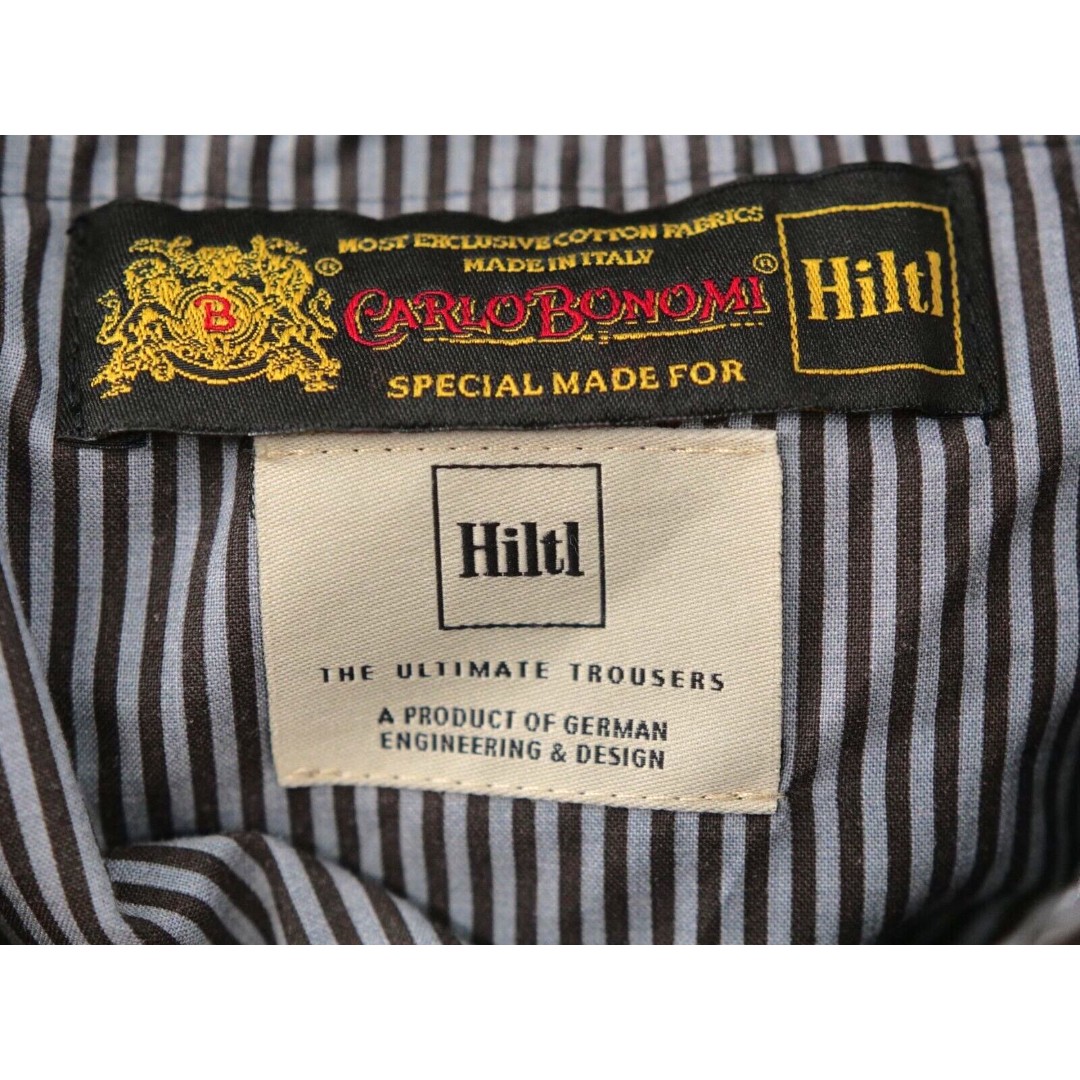 MOST EXCLUSIVE COTTON FABRICS
MADE IN ITALY
B
® CARLO BONOMI ®
SPECIAL MADE FOR
Hiltl
Hiltl
THE ULTIMATE TROUSERS
A PRODUCT OF GERMAN
ENGINEERING & DESIGN